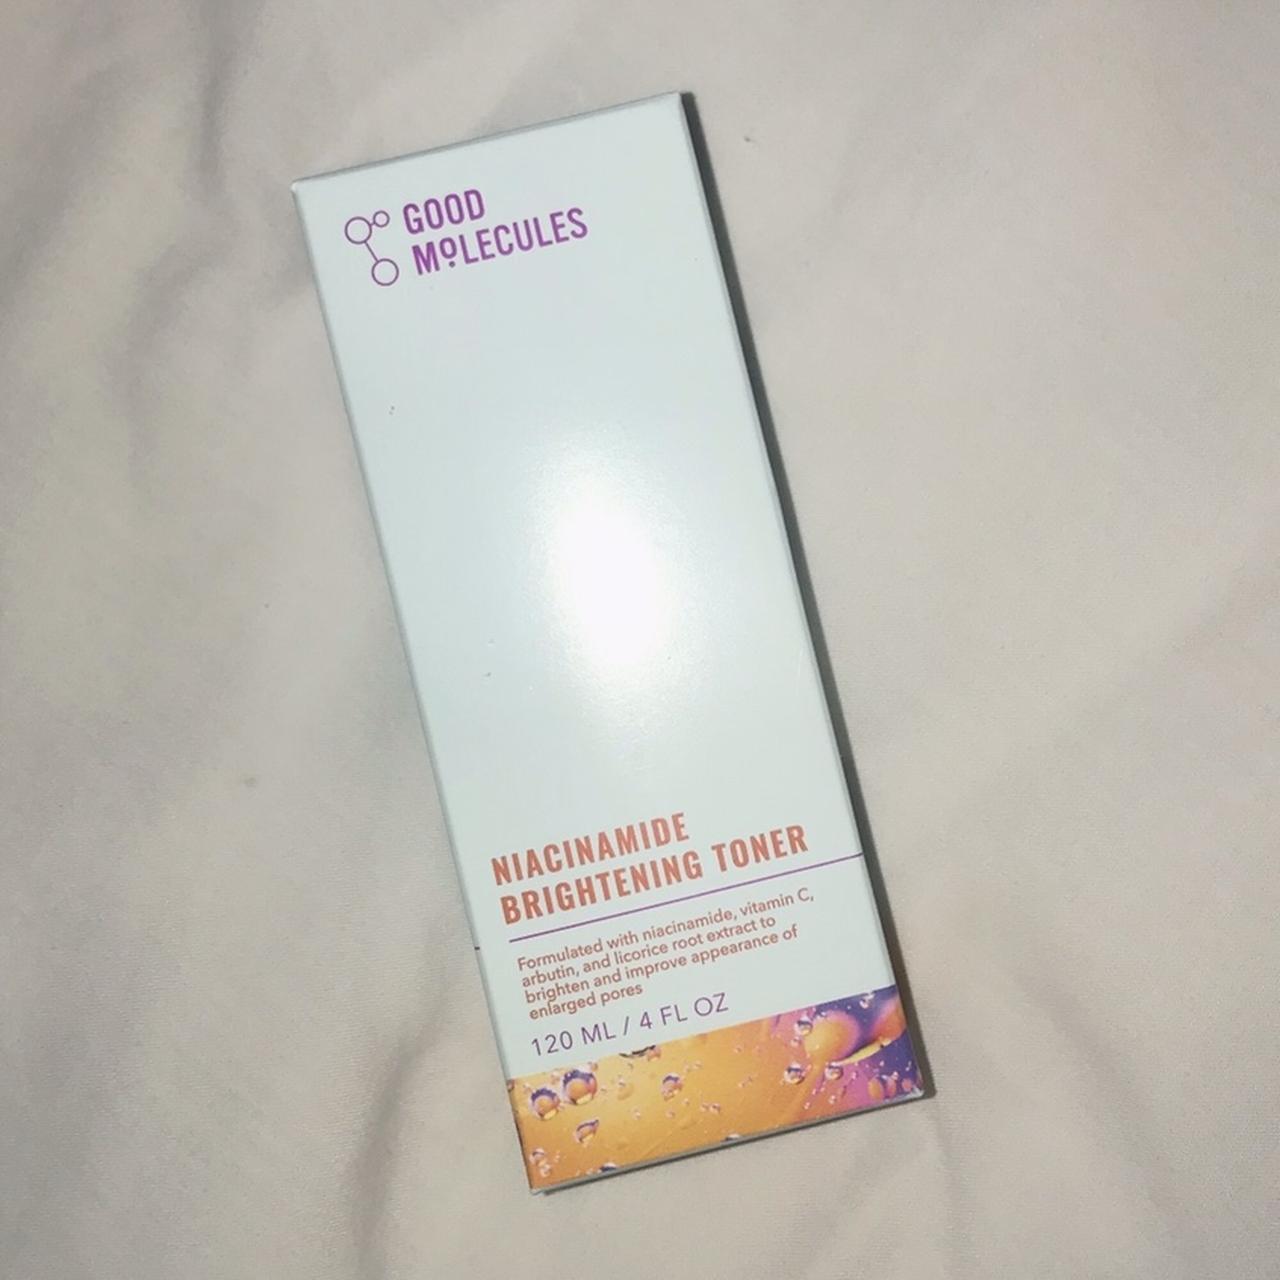 GOOD
MOLECULES
NIACINAMIDE
BRIGHTENING TONER
Formulated with niacinamide, vitamin C,
arbutin, and licorice root extract to
brighten and improve appearance of
enlarged pores
120 ML / 4 FL OZ